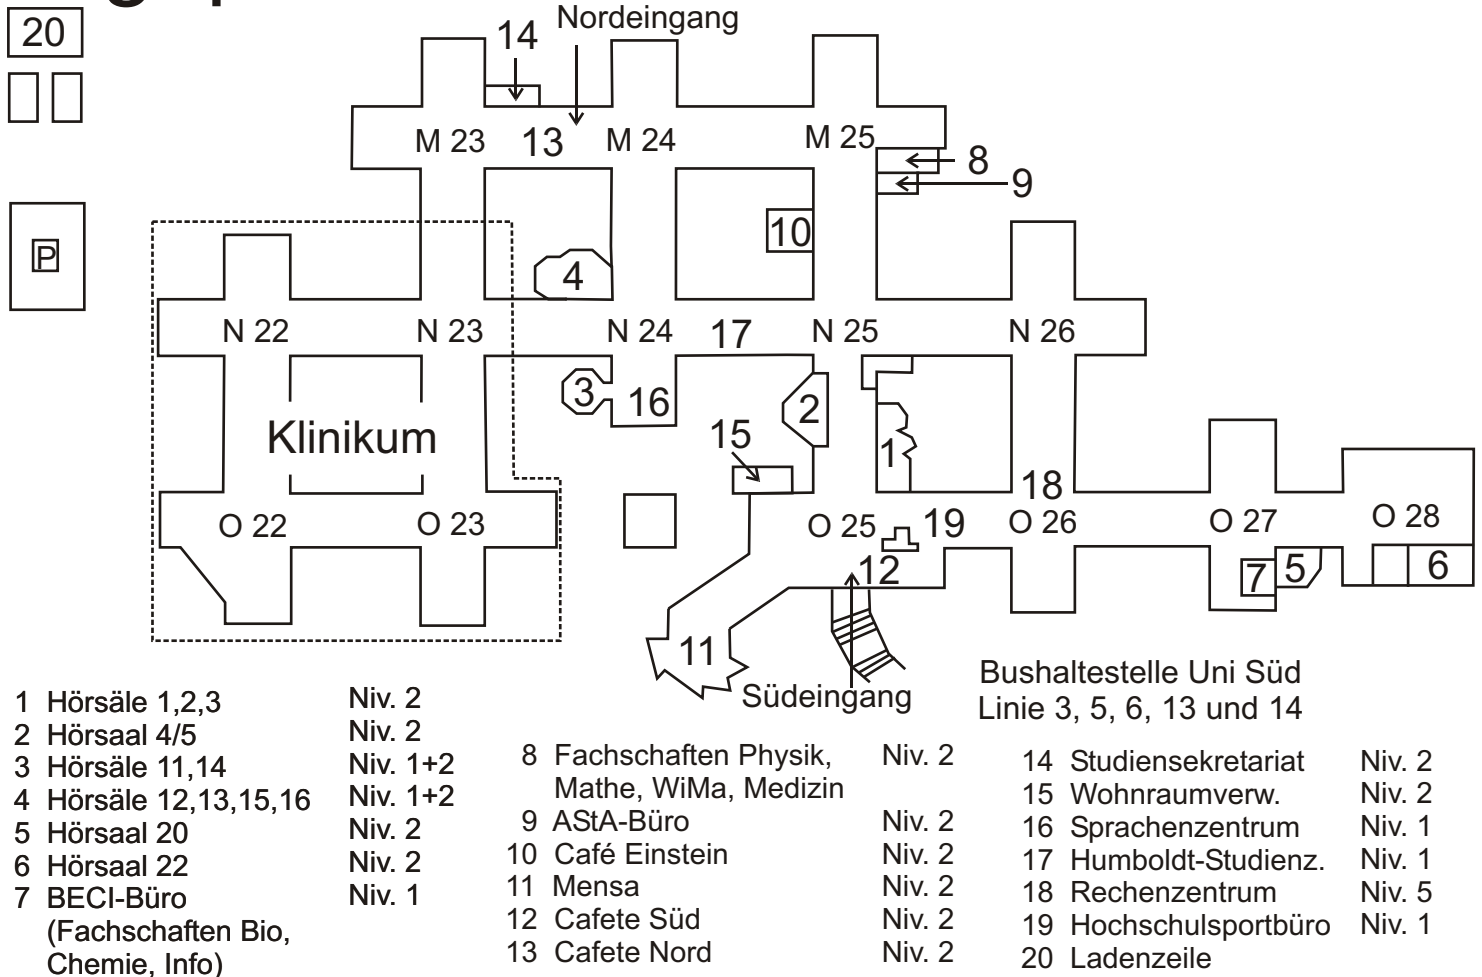 20
Nordeingang
14
M 23
13
M 24
M 25
8
9
P
10
4
N 22
N 23
N 24
17
N 25
N 26
3
16
2
Klinikum
15
1
18
O 22
O 23
O 25
19
O 26
O 27
O 28
12
7
5
6
11
Südeingang
Bushaltestelle Uni Süd
Linie 3, 5, 6, 13 und 14
1 Hörsäle 1,2,3 Niv. 2
2 Hörsaal 4/5 Niv. 2
3 Hörsäle 11,14 Niv. 1+2
4 Hörsäle 12,13,15,16 Niv. 1+2
5 Hörsaal 20 Niv. 2
6 Hörsaal 22 Niv. 2
7 BECI-Büro Niv. 1
(Fachschaften Bio,
Chemie, Info)
8 Fachschaften Physik, Niv. 2
Mathe, WiMa, Medizin
9 AStA-Büro Niv. 2
10 Café Einstein Niv. 2
11 Mensa Niv. 2
12 Cafete Süd Niv. 2
13 Cafete Nord Niv. 2
14 Studiensekretariat Niv. 2
15 Wohnraumverw. Niv. 2
16 Sprachenzentrum Niv. 1
17 Humboldt-Studienz. Niv. 1
18 Rechenzentrum Niv. 5
19 Hochschulsportbüro Niv. 1
20 Ladenzeile